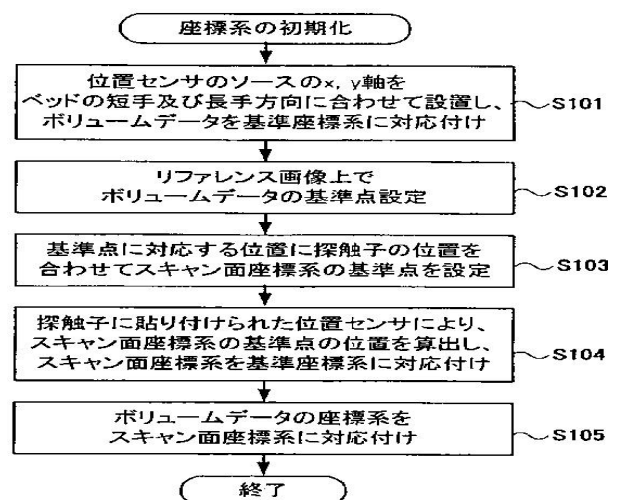 座標系の初期化
位置センサのソースのx, y軸を
ベッドの短手及び長手方向に合わせて設置し、
ボリュームデータを基準座標系に対応付け
S101
リファレンス画像上で
ボリュームデータの基準点設定
S102
基準点に対応する位置に探触子の位置を
合わせてスキャン面座標系の基準点を設定
S103
探触子に貼り付けられた位置センサにより、
スキャン面座標系の基準点の位置を算出し、
スキャン面座標系を基準座標系に対応付け
S104
ボリュームデータの座標系を
スキャン面座標系に対応付け
S105
終了